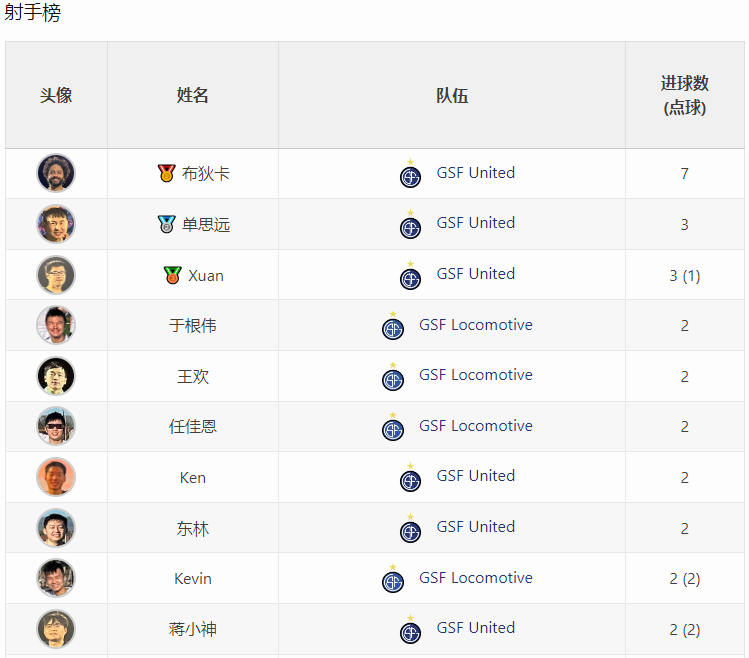 射手榜
头像 姓名 队伍 进球数
(点球)
布狄卡 GSF United 7
单思远 GSF United 3
Xuan GSF United 3 (1)
于根伟 GSF Locomotive 2
王欢 GSF Locomotive 2
任佳恩 GSF Locomotive 2
Ken GSF United 2
东林 GSF United 2
Kevin GSF Locomotive 2 (2)
蒋小神 GSF United 2 (2)